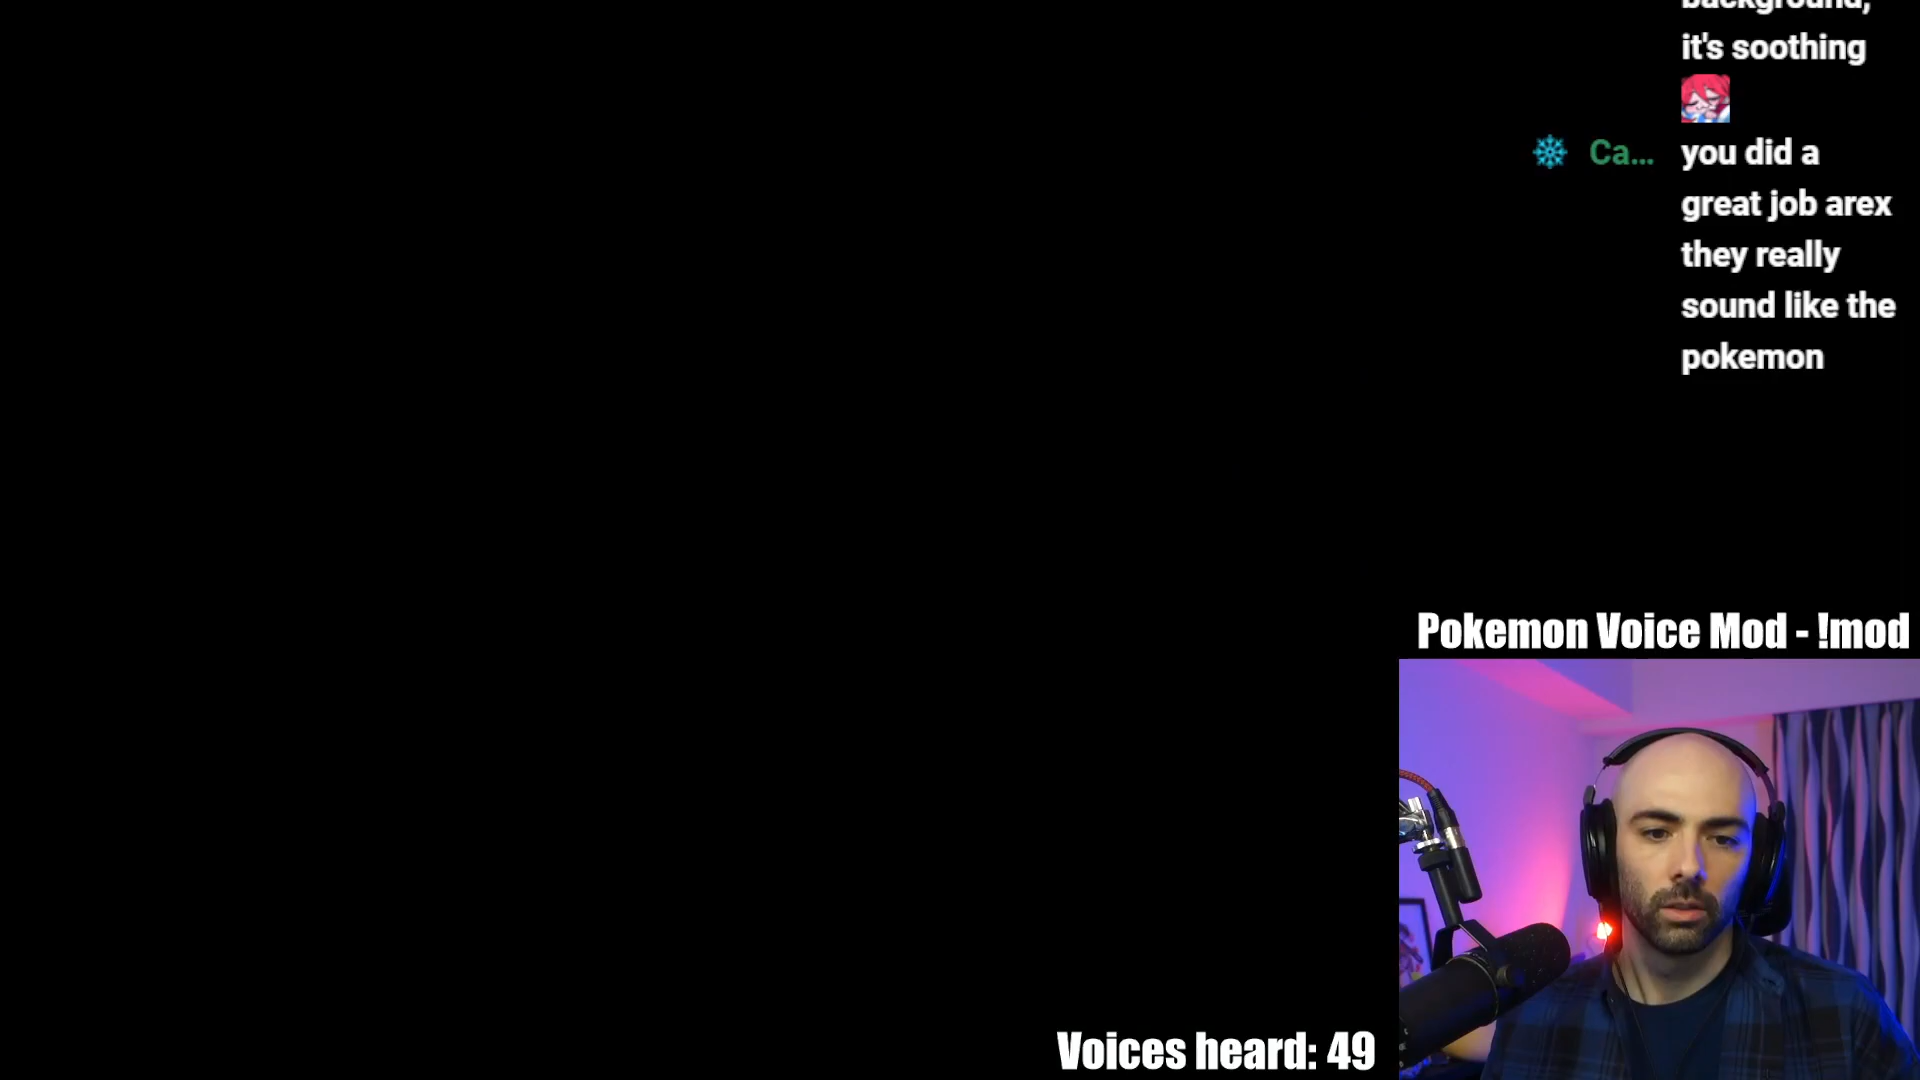 background,
it's soothing
Ca... you did a
great job arex
they really
sound like the
pokemon
Pokemon Voice Mod - !mod
Voices heard: 49